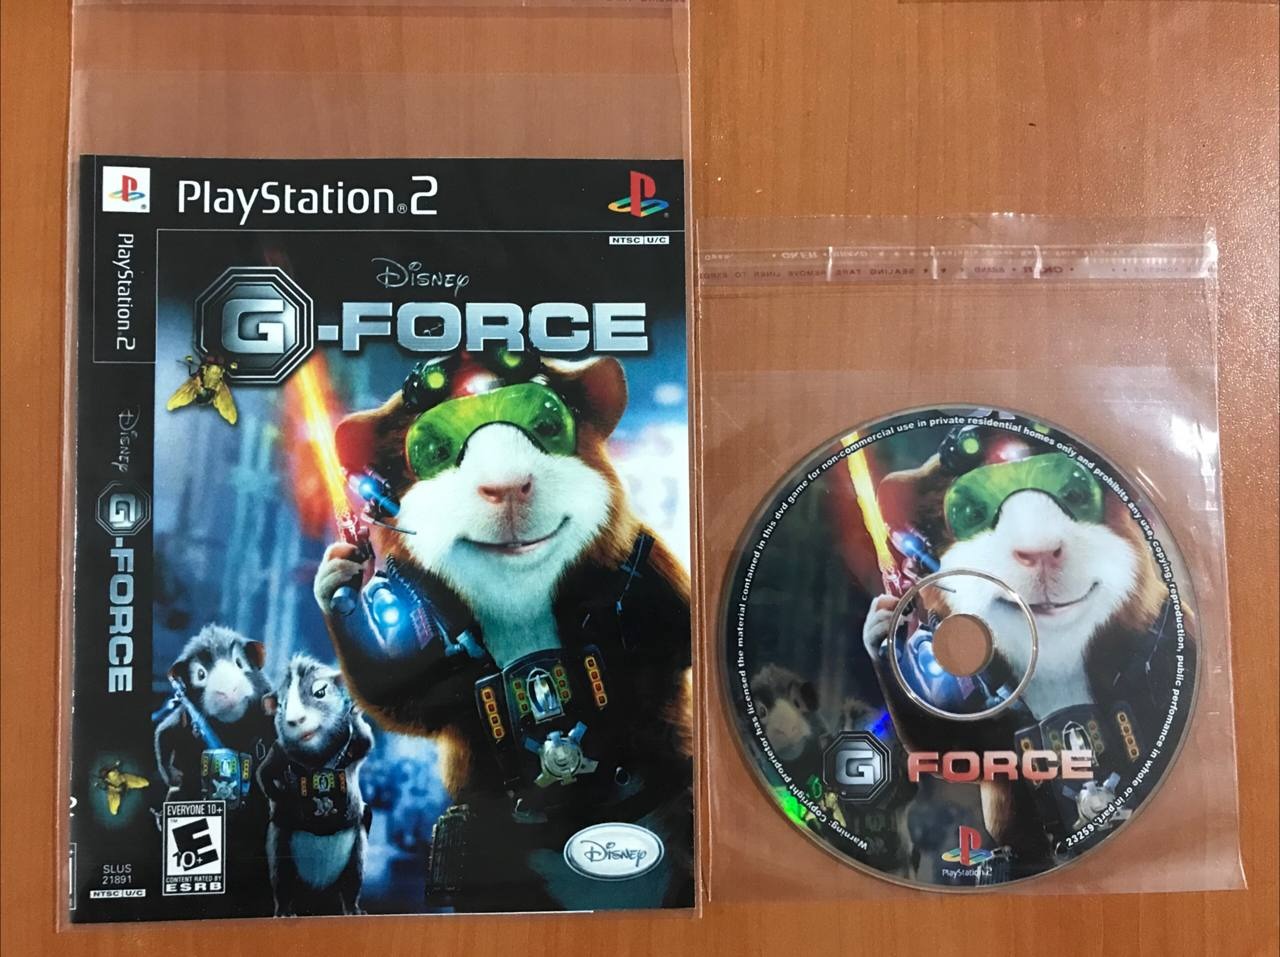 PlayStation®2
NTSC U/C
PlayStation®2
Disney
G-FORCE
Disney
G-FORCE
EVERYONE 10+
E
10+
CONTENT RATED BY
ESRB
SLUS
21891
NTSC U/C
Disney
Warning: Copyright proprietor has licensed the material contained in this dvd game for non-commercial use in private residential homes only and prohibits any use, copying, reproduction, public perfomance in whole or in part.
23259
G FORCE
PlayStation 2